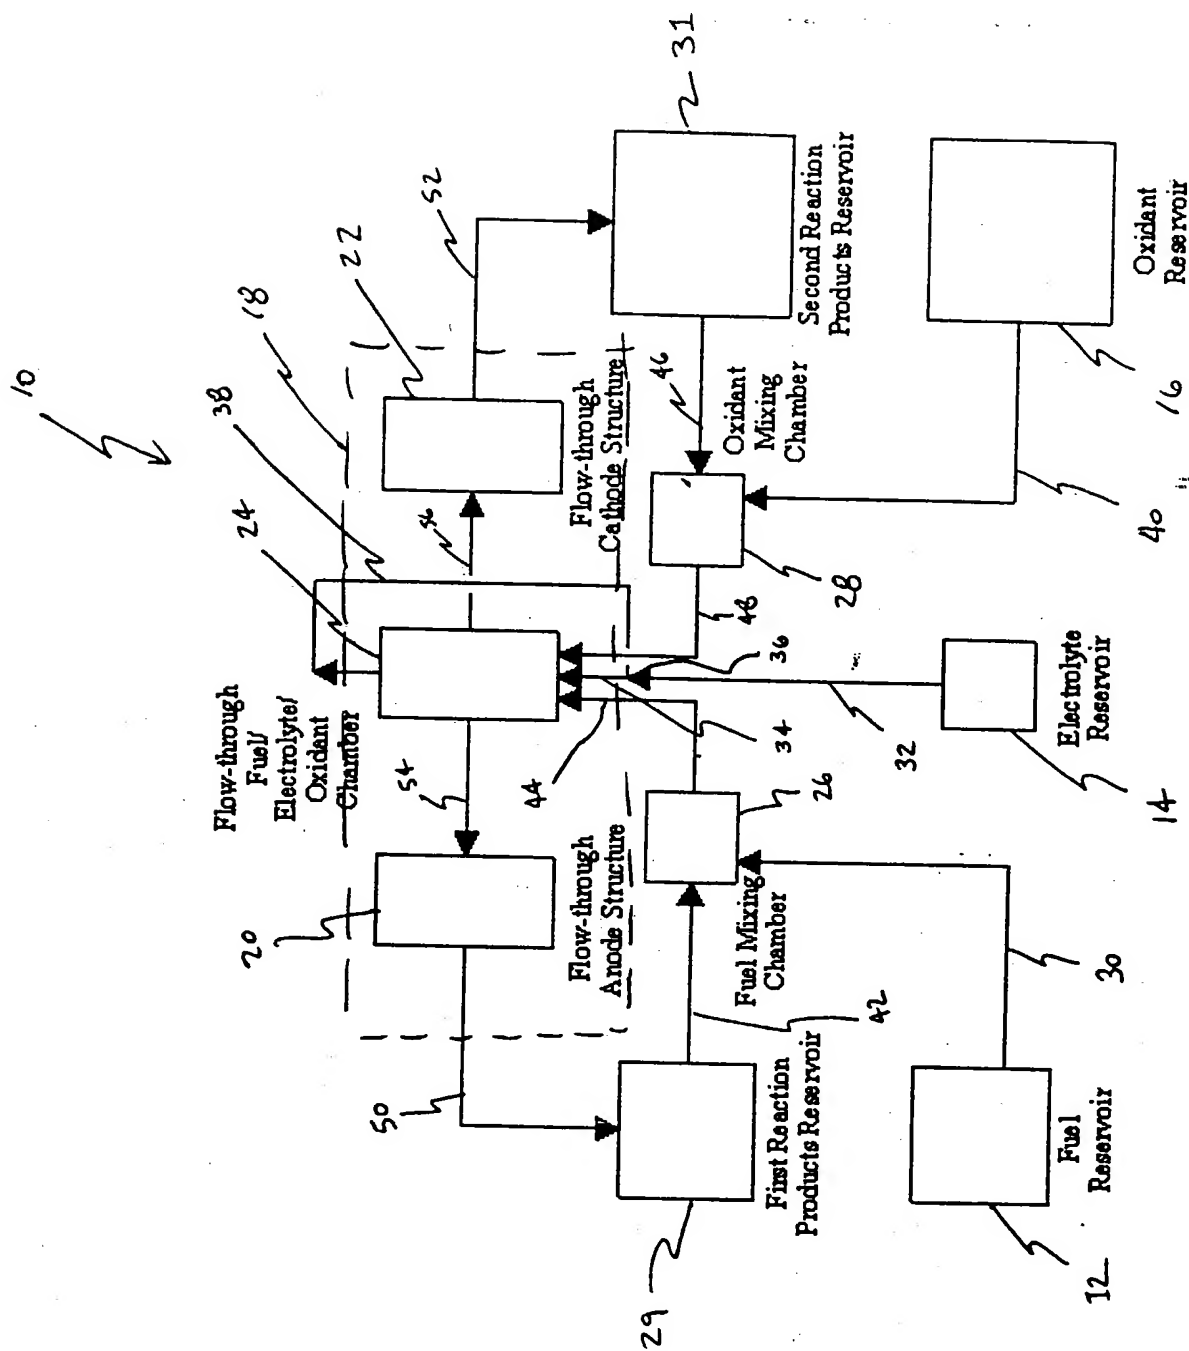 10
38
18
22
52
31
24
Flow-through
Fuel/
Electrolyte/
Oxidant
Chamber
20
54
56
Flow-through
Anode Structure
Flow-through
Cathode Structure
50
44
34
36
48
46
29
First Reaction
Products Reservoir
42
Fuel Mixing
Chamber
26
28
Oxidant
Mixing
Chamber
Second Reaction
Products Reservoir
12
Fuel
Reservoir
30
32
14
Electrolyte
Reservoir
40
16
Oxidant
Reservoir